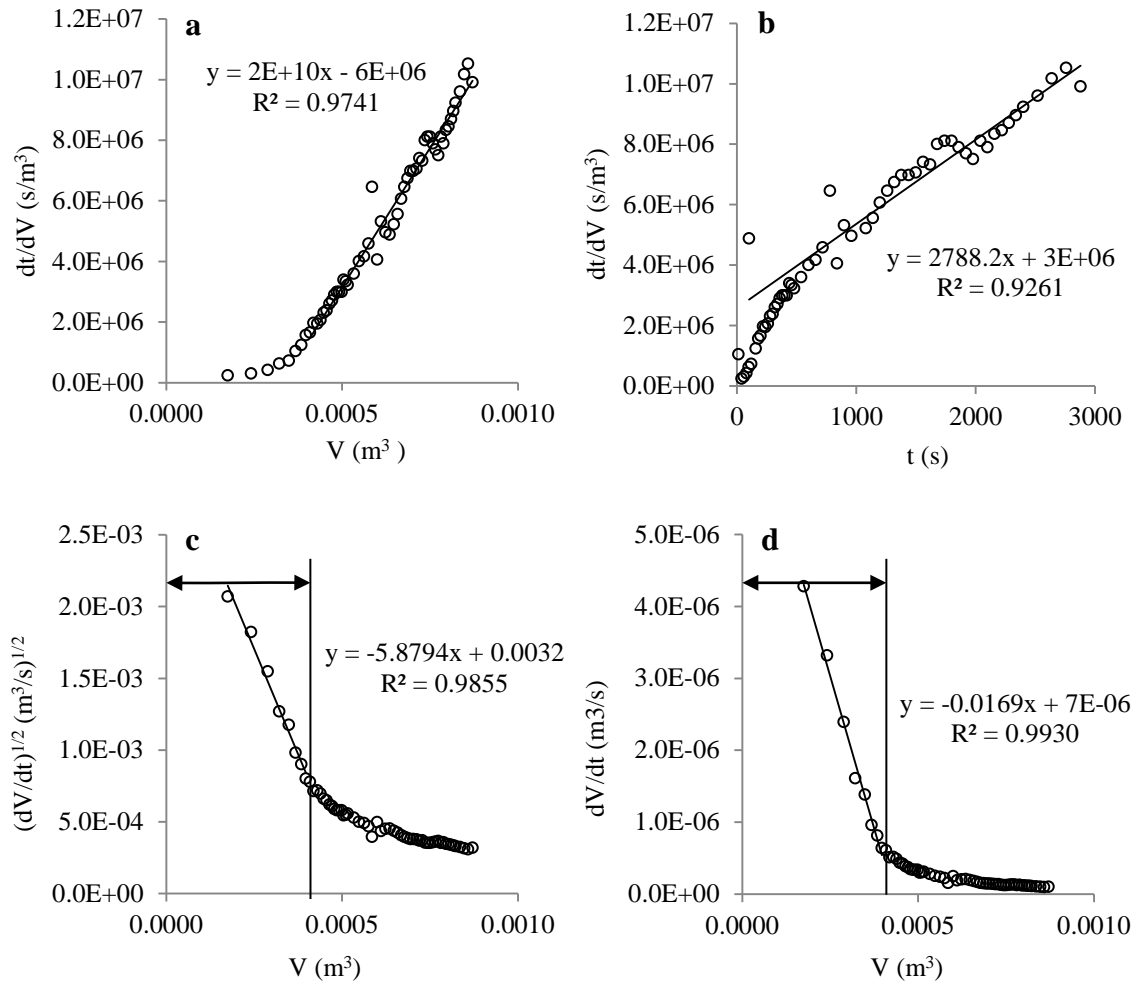 a
1.2E+07
1.0E+07
8.0E+06
6.0E+06
4.0E+06
2.0E+06
0.0E+00
dt/dV (s/m³)
y = 2E+10x - 6E+06
R² = 0.9741
0.0000 0.0005 0.0010
V (m³ )
b
1.2E+07
1.0E+07
8.0E+06
6.0E+06
4.0E+06
2.0E+06
0.0E+00
dt/dV (s/m³)
y = 2788.2x + 3E+06
R² = 0.9261
0 1000 2000 3000
t (s)
c
2.5E-03
2.0E-03
1.5E-03
1.0E-03
5.0E-04
0.0E+00
(dV/dt)^1/2 (m³/s)^1/2
y = -5.8794x + 0.0032
R² = 0.9855
0.0000 0.0005 0.0010
V (m³)
d
5.0E-06
4.0E-06
3.0E-06
2.0E-06
1.0E-06
0.0E+00
dV/dt (m3/s)
y = -0.0169x + 7E-06
R² = 0.9930
0.0000 0.0005 0.0010
V (m³)